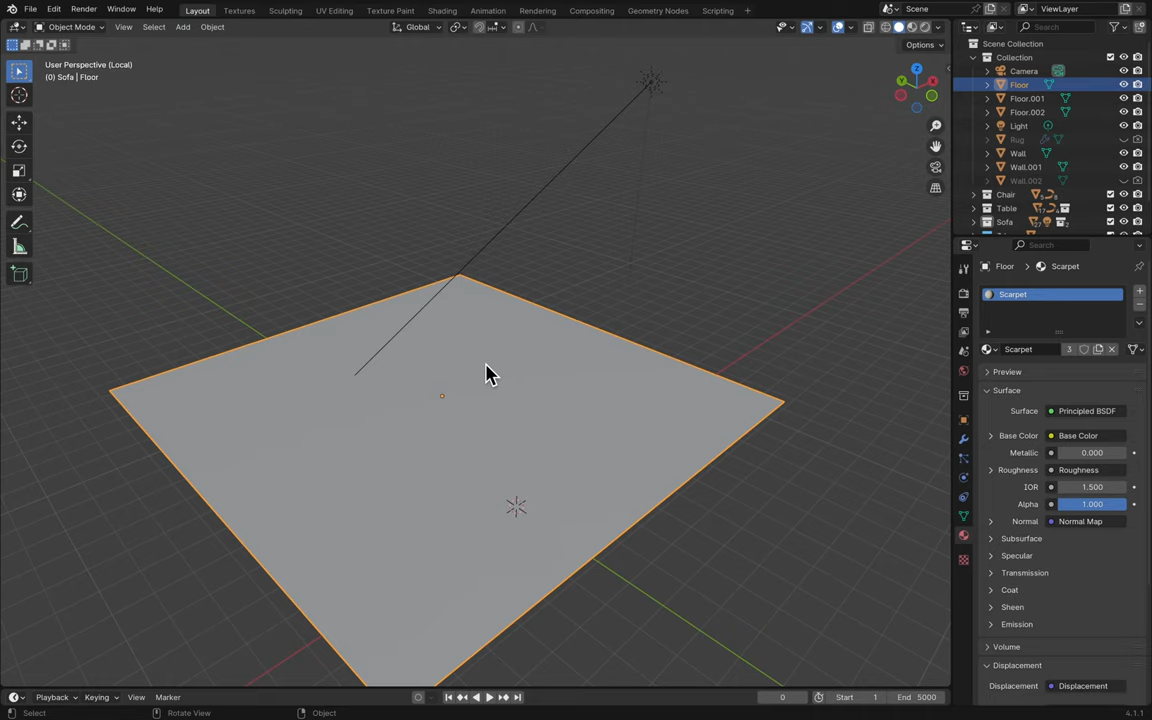 File Edit Render Window Help
Layout Textures Sculpting UV Editing Texture Paint Shading Animation Rendering Compositing Geometry Nodes Scripting +
Scene
ViewLayer
Object Mode View Select Add Object
Global
Options
User Perspective (Local)
(0) Sofa | Floor
Z
Y
X
Search
Scene Collection
Collection
Camera
Floor
Floor.001
Floor.002
Light
Rug
Wall
Wall.001
Wall.002
Chair
Table
Sofa
Search
Floor > Scarpet
Scarpet
Scarpet 3
Preview
Surface
Surface Principled BSDF
Base Color Base Color
Metallic 0.000
Roughness Roughness
IOR 1.500
Alpha 1.000
Normal Normal Map
Subsurface
Specular
Transmission
Coat
Sheen
Emission
Volume
Displacement
Displacement Displacement
Playback Keying View Marker
0
Start 1
End 5000
Select
Rotate View
Object
4.1.1